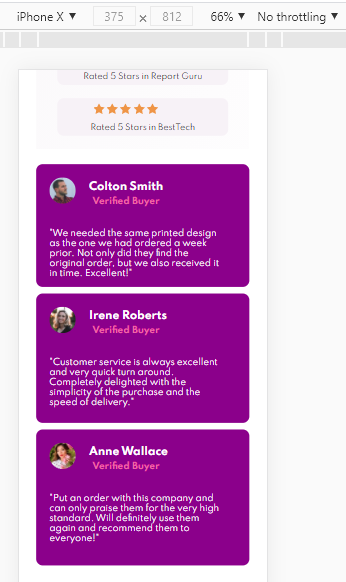 iPhone X ▼ 375 × 812 66% ▼ No throttling ▼
Rated 5 Stars in Report Guru
Rated 5 Stars in BestTech
Colton Smith
Verified Buyer
"We needed the same printed design
as the one we had ordered a week
prior. Not only did they find the
original order, but we also received it
in time. Excellent!"
Irene Roberts
Verified Buyer
"Customer service is always excellent
and very quick turn around.
Completely delighted with the
simplicity of the purchase and the
speed of delivery."
Anne Wallace
Verified Buyer
"Put an order with this company and
can only praise them for the very high
standard. Will definitely use them
again and recommend them to
everyone!"